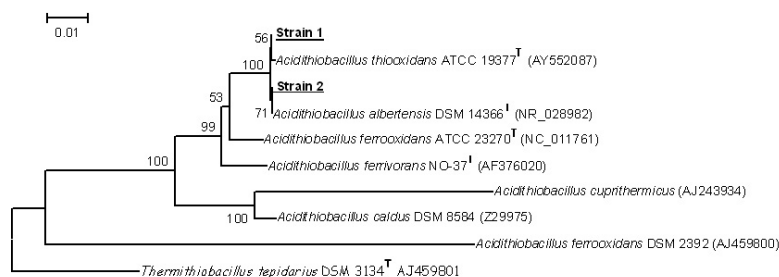 0.01
56
Strain 1
Acidithiobacillus thiooxidans ATCC 19377T (AY552087)
100
Strain 2
71
Acidithiobacillus albertensis DSM 14366T (NR_028982)
53
Acidithiobacillus ferrooxidans ATCC 23270T (NC_011761)
99
Acidithiobacillus ferrivorans NO-37T (AF376020)
100
Acidithiobacillus cuprithermicus (AJ243934)
100
Acidithiobacillus caldus DSM 8584 (Z29975)
Acidithiobacillus ferrooxidans DSM 2392 (AJ459800)
Thermithiobacillus tepidarius DSM 3134T AJ459801